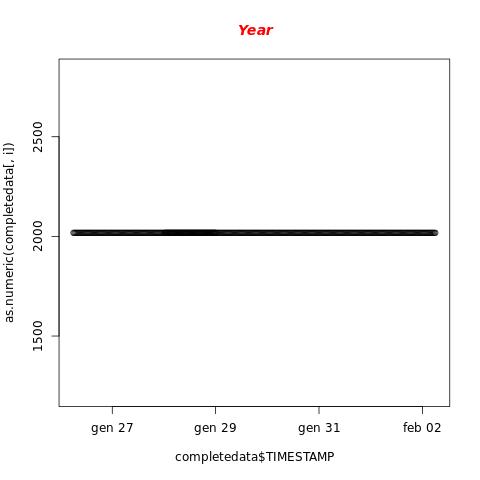 Year
as.numeric(completedata[, i])
2500
2000
1500
gen 27
gen 29
gen 31
feb 02
completedata$TIMESTAMP